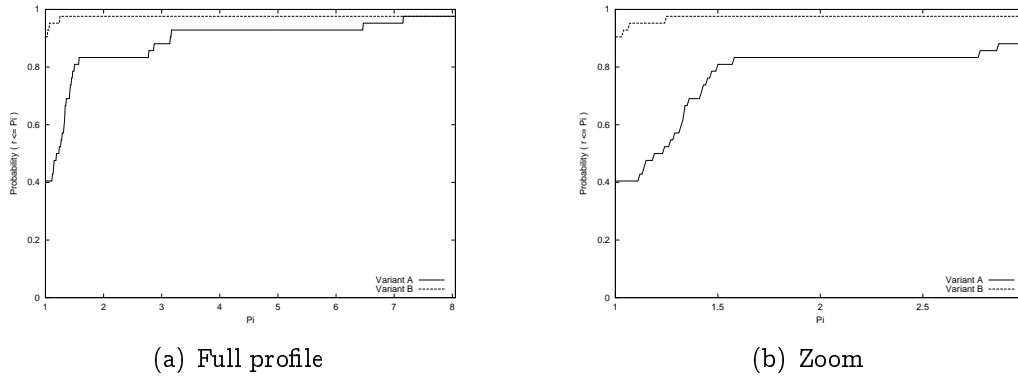 1
0.8
0.6
0.4
0.2
0
Probability ( r <= Pi )
Variant A
Variant B
1 2 3 4 5 6 7 8
Pi
(a) Full profile
1
0.8
0.6
0.4
0.2
0
Probability ( r <= Pi )
Variant A
Variant B
1 1.5 2 2.5
Pi
(b) Zoom